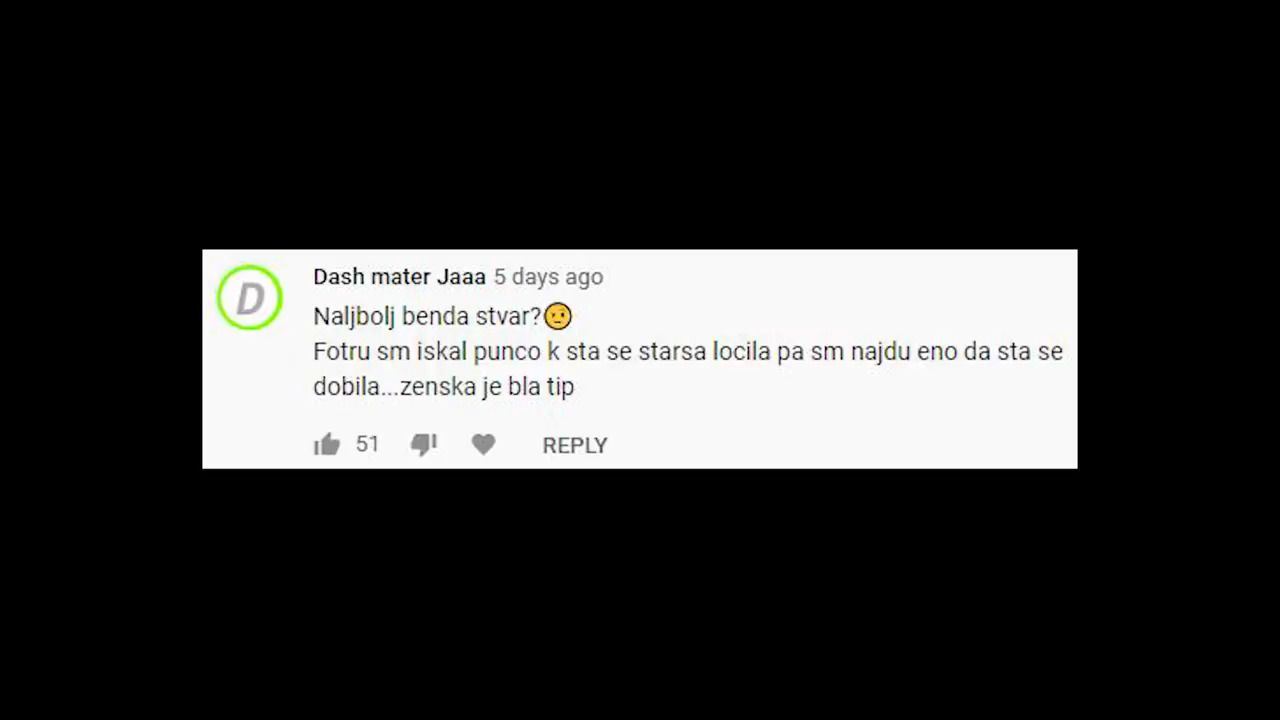 D
Dash mater Jaaa 5 days ago
Naljbolj benda stvar?🤨
Fotru sm iskal punco k sta se starsa locila pa sm najdu eno da sta se
dobila...zenska je bla tip
51 REPLY